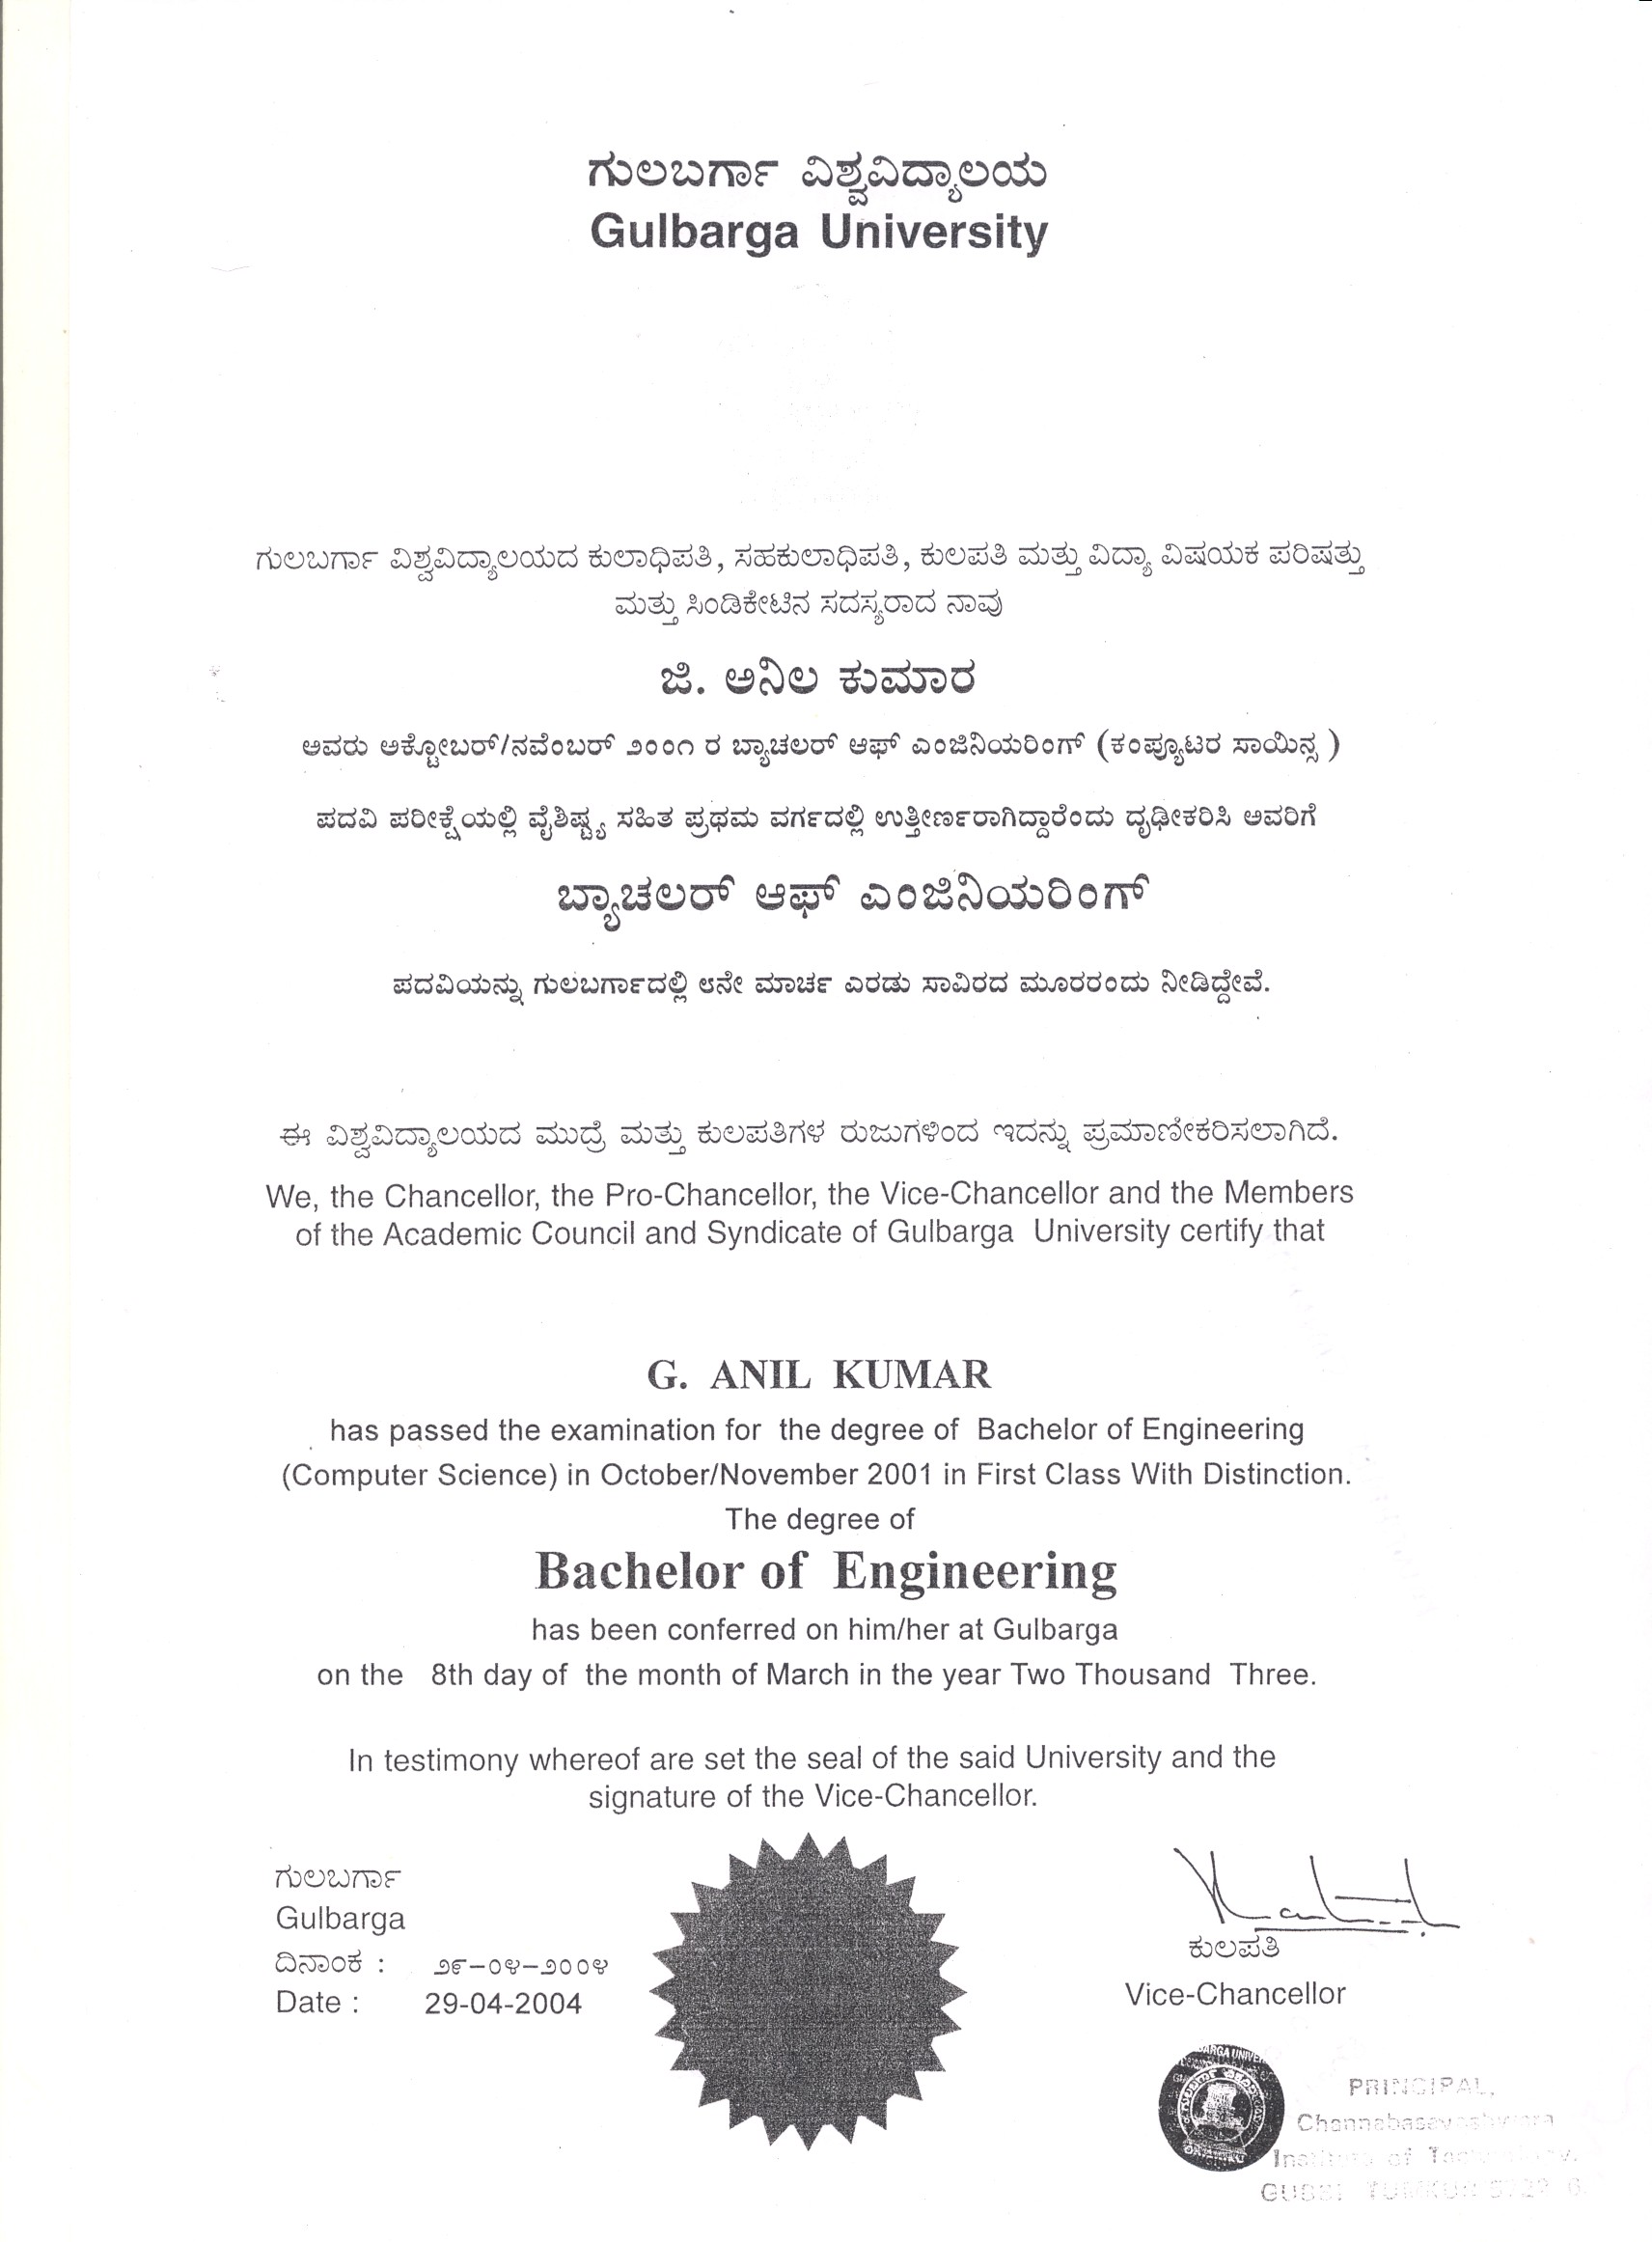 ಗುಲಬರ್ಗಾ ವಿಶ್ವವಿದ್ಯಾಲಯ
Gulbarga University
ಗುಲಬರ್ಗಾ ವಿಶ್ವವಿದ್ಯಾಲಯದ ಕುಲಾಧಿಪತಿ, ಸಹಕುಲಾಧಿಪತಿ, ಕುಲಪತಿ ಮತ್ತು ವಿದ್ಯಾ ವಿಷಯಕ ಪರಿಷತ್ತು
ಮತ್ತು ಸಿಂಡಿಕೇಟಿನ ಸದಸ್ಯರಾದ ನಾವು
ಜಿ. ಅನಿಲ ಕುಮಾರ
ಅವರು ಅಕ್ಟೋಬರ್/ನವೆಂಬರ್ ೨೦೦೧ ರ ಬ್ಯಾಚಲರ್ ಆಫ್ ಎಂಜಿನಿಯರಿಂಗ್ (ಕಂಪ್ಯೂಟರ ಸಾಯಿನ್ಸ )
ಪದವಿ ಪರೀಕ್ಷೆಯಲ್ಲಿ ವೈಶಿಷ್ಟ್ಯ ಸಹಿತ ಪ್ರಥಮ ವರ್ಗದಲ್ಲಿ ಉತ್ತೀರ್ಣರಾಗಿದ್ದಾರೆಂದು ದೃಢೀಕರಿಸಿ ಅವರಿಗೆ
ಬ್ಯಾಚಲರ್ ಆಫ್ ಎಂಜಿನಿಯರಿಂಗ್
ಪದವಿಯನ್ನು ಗುಲಬರ್ಗಾದಲ್ಲಿ ೮ನೇ ಮಾರ್ಚ ಎರಡು ಸಾವಿರದ ಮೂರರಂದು ನೀಡಿದ್ದೇವೆ.
ಈ ವಿಶ್ವವಿದ್ಯಾಲಯದ ಮುದ್ರೆ ಮತ್ತು ಕುಲಪತಿಗಳ ರುಜುಗಳಿಂದ ಇದನ್ನು ಪ್ರಮಾಣೀಕರಿಸಲಾಗಿದೆ.
We, the Chancellor, the Pro-Chancellor, the Vice-Chancellor and the Members
of the Academic Council and Syndicate of Gulbarga University certify that
G. ANIL KUMAR
has passed the examination for the degree of Bachelor of Engineering
(Computer Science) in October/November 2001 in First Class With Distinction.
The degree of
Bachelor of Engineering
has been conferred on him/her at Gulbarga
on the 8th day of the month of March in the year Two Thousand Three.
In testimony whereof are set the seal of the said University and the
signature of the Vice-Chancellor.
ಗುಲಬರ್ಗಾ
Gulbarga
ದಿನಾಂಕ : ೨೯-೦೪-೨೦೦೪
Date : 29-04-2004
ಕುಲಪತಿ
Vice-Chancellor
PRINCIPAL,
Channabasaveshwara
Institute of Technology,
GUBBI TUMKUR